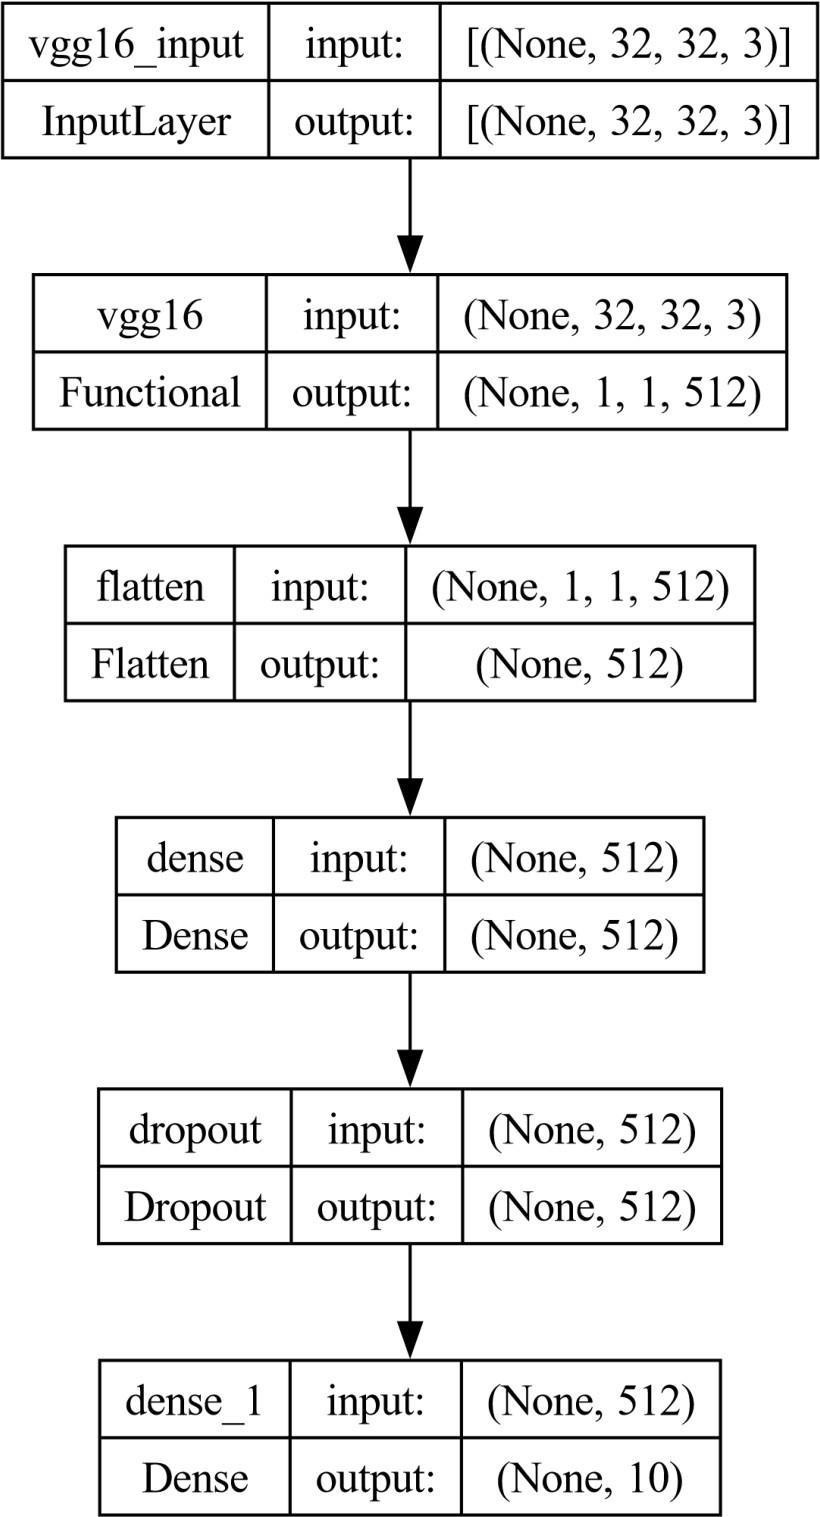 vgg16_input input: [(None, 32, 32, 3)]
InputLayer output: [(None, 32, 32, 3)]
vgg16 input: (None, 32, 32, 3)
Functional output: (None, 1, 1, 512)
flatten input: (None, 1, 1, 512)
Flatten output: (None, 512)
dense input: (None, 512)
Dense output: (None, 512)
dropout input: (None, 512)
Dropout output: (None, 512)
dense_1 input: (None, 512)
Dense output: (None, 10)